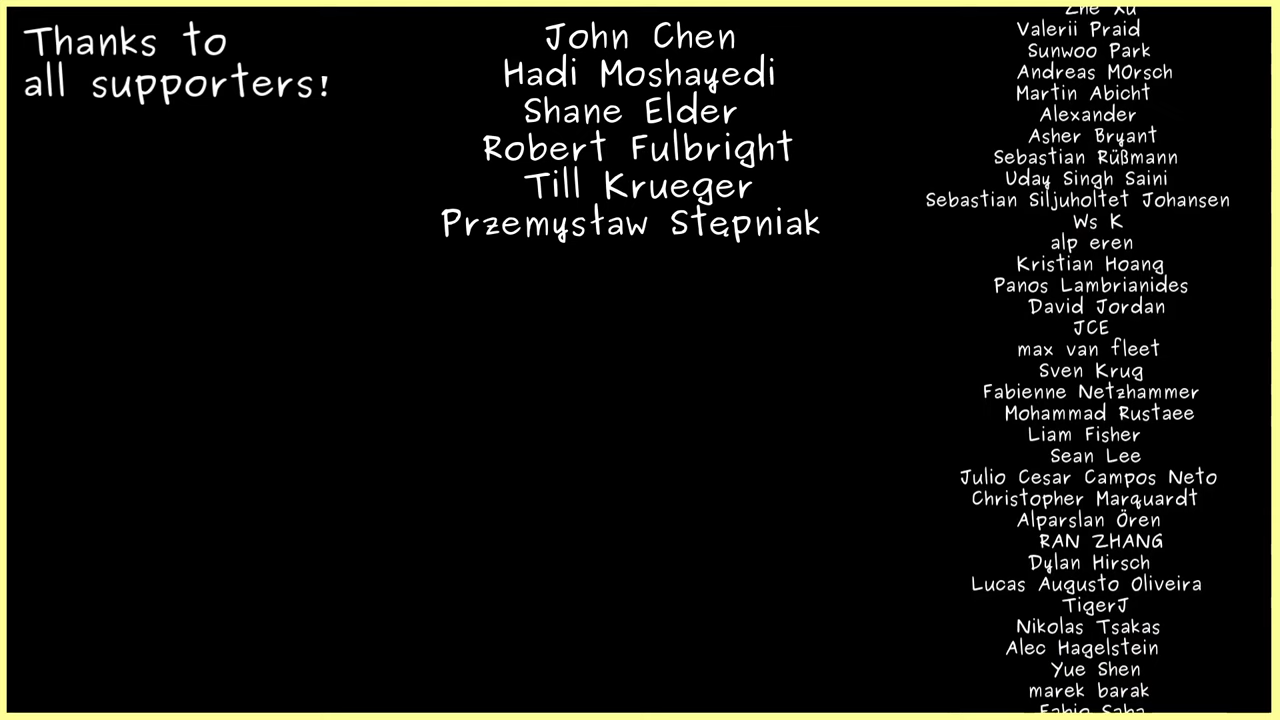 Thanks to
all supporters!
John Chen
Hadi Moshayedi
Shane Elder
Robert Fulbright
Till Krueger
Przemysław Stępniak
Zhe Xu
Valerii Praid
Sunwoo Park
Andreas MOrsch
Martin Abicht
Alexander
Asher Bryant
Sebastian Rüßmann
Uday Singh Saini
Sebastian Siljuholtet Johansen
Ws K
alp eren
Kristian Hoang
Panos Lambrianides
David Jordan
JCE
max van fleet
Sven Krug
Fabienne Netzhammer
Mohammad Rustaee
Liam Fisher
Sean Lee
Julio Cesar Campos Neto
Christopher Marquardt
Alparslan Ören
RAN ZHANG
Dylan Hirsch
Lucas Augusto Oliveira
TigerJ
Nikolas Tsakas
Alec Hagelstein
Yue Shen
marek barak
Fabio